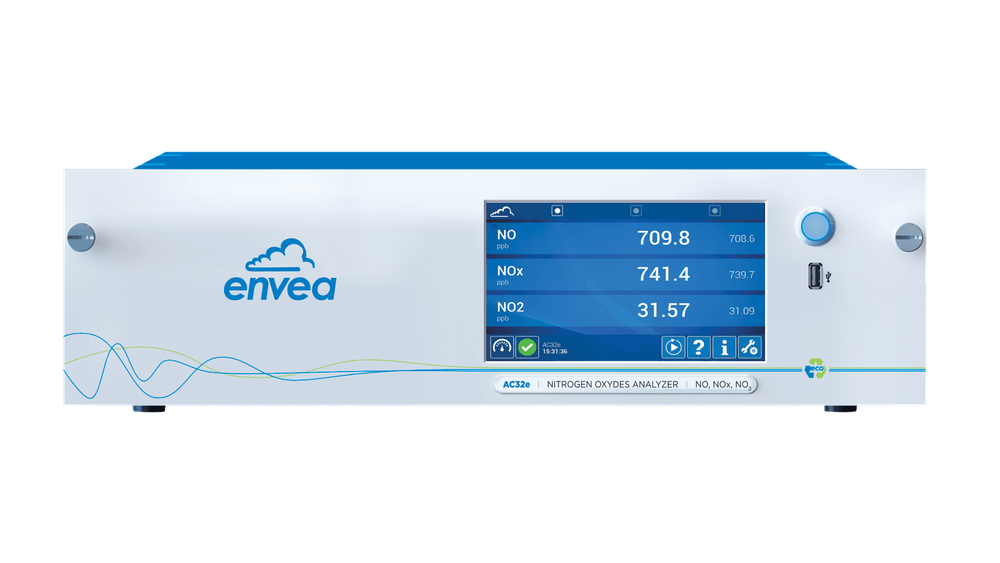 envea
NO 709.8 708.6
ppb
NOx 741.4 739.7
ppb
NO2 31.57 31.09
ppb
AC32e
15:31:36
?
i
eco
AC32e | NITROGEN OXYDES ANALYZER | NO, NOx, NO₂